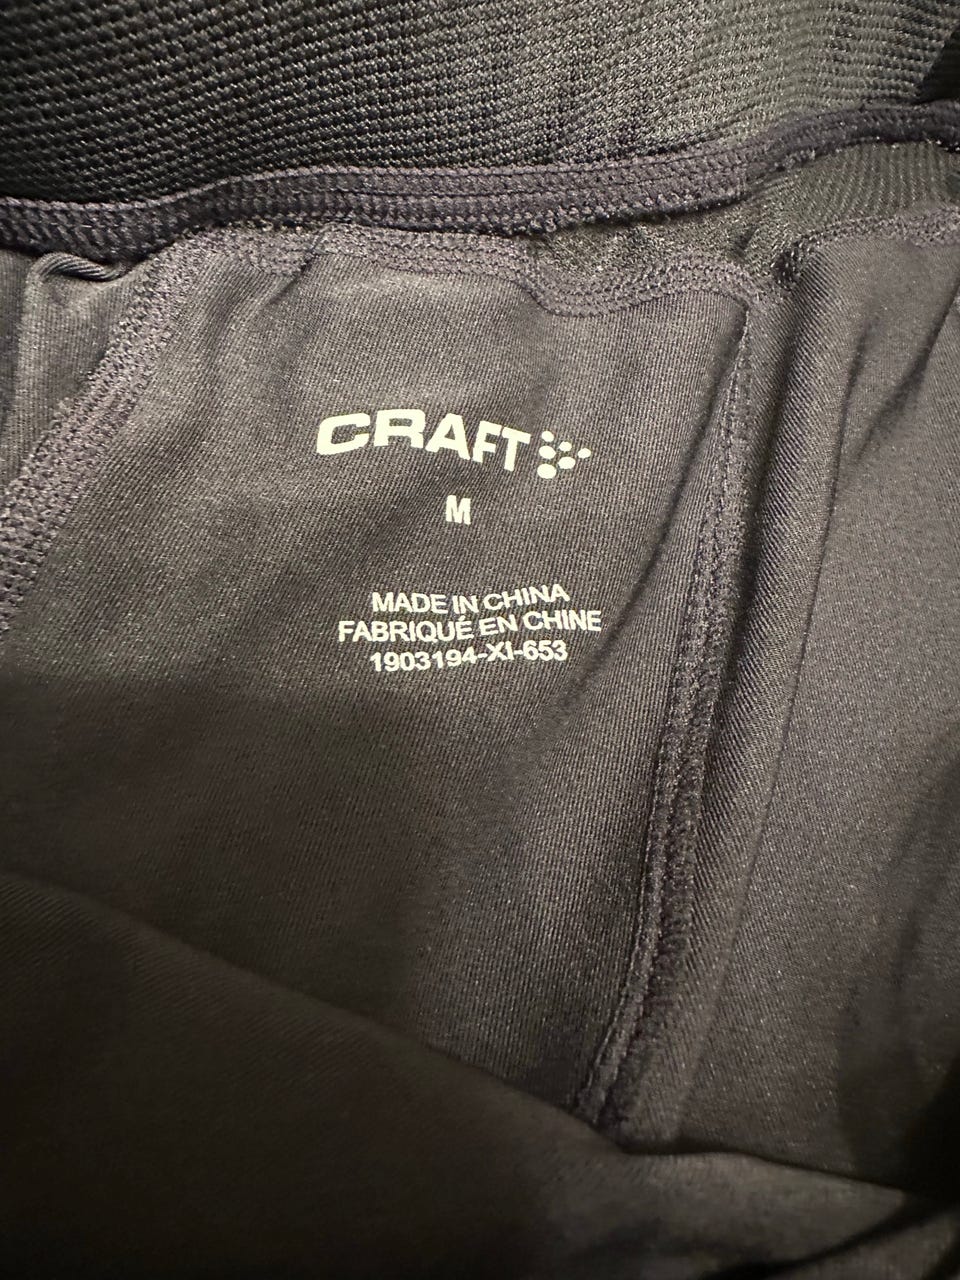 CRAFT
M
MADE IN CHINA
FABRIQUÉ EN CHINE
1903194-XI-653